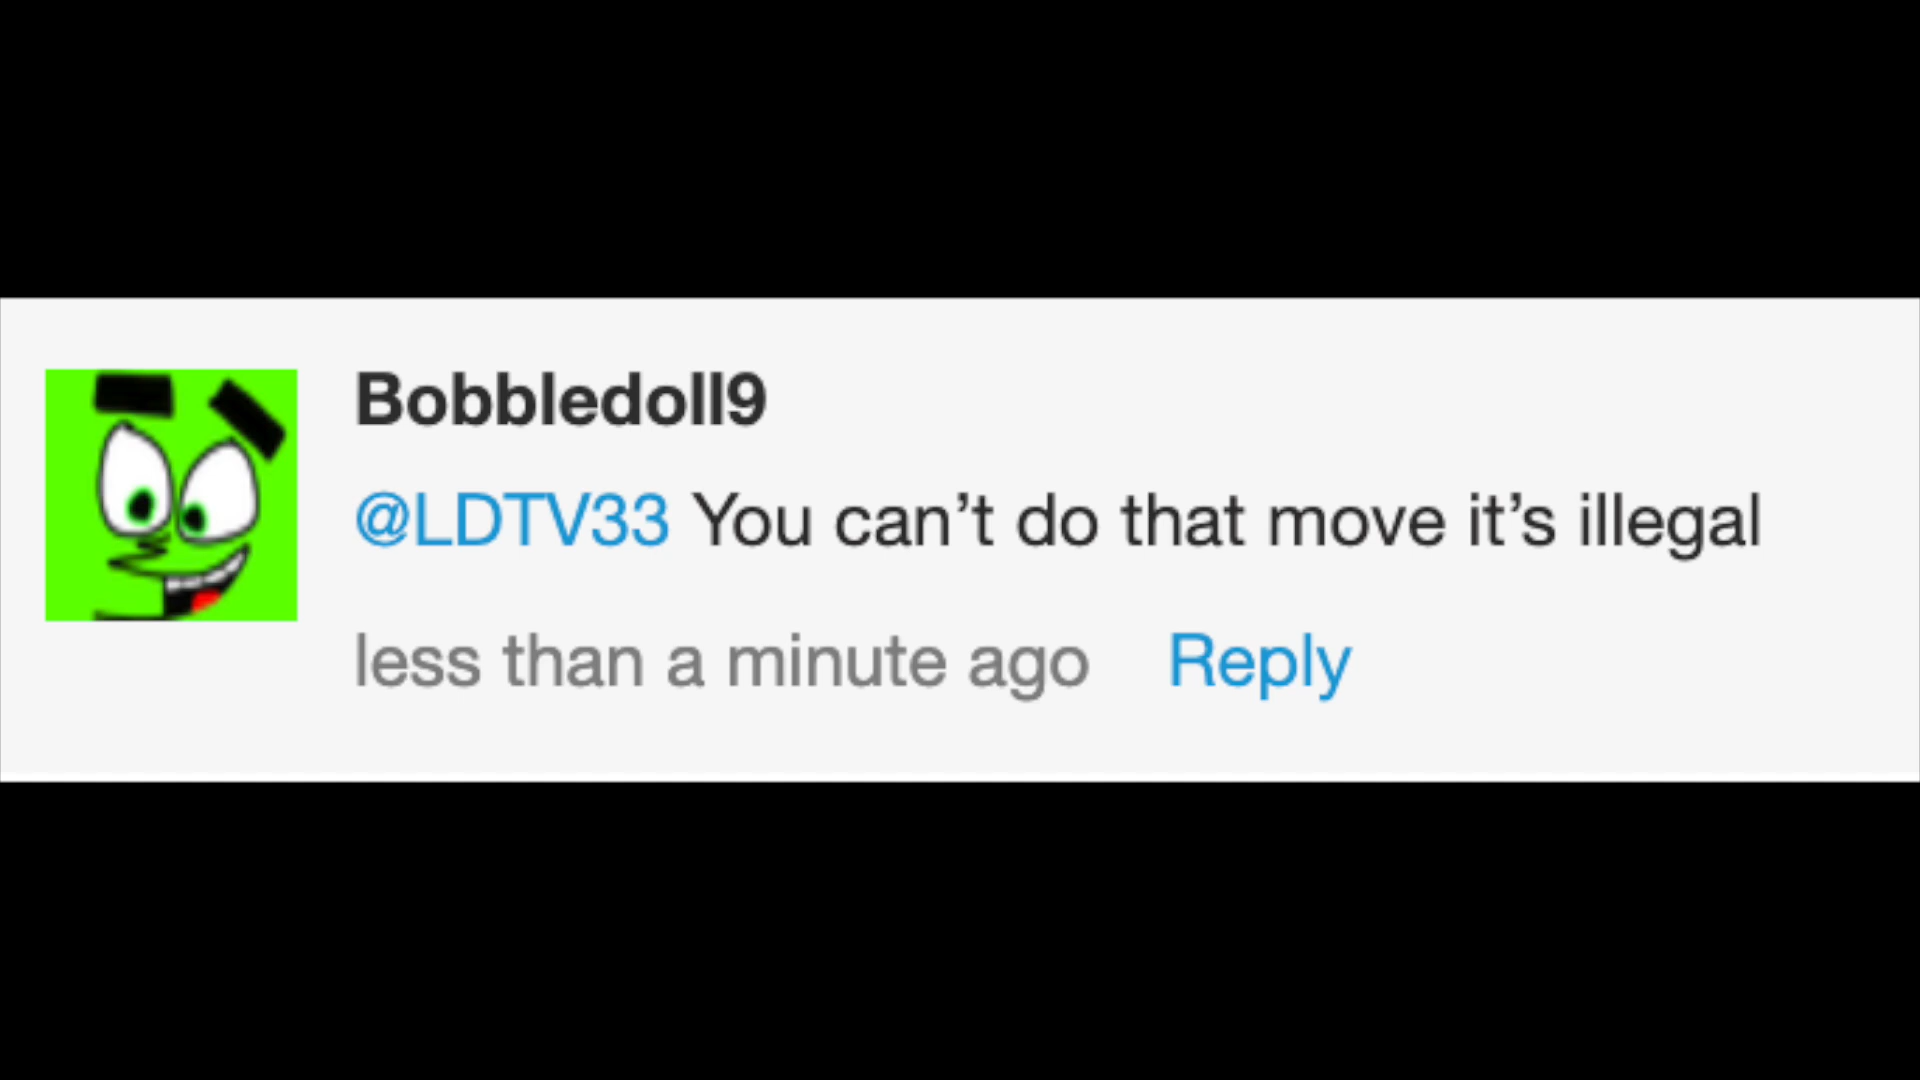 Bobbledoll9
@LDTV33 You can’t do that move it’s illegal
less than a minute ago Reply